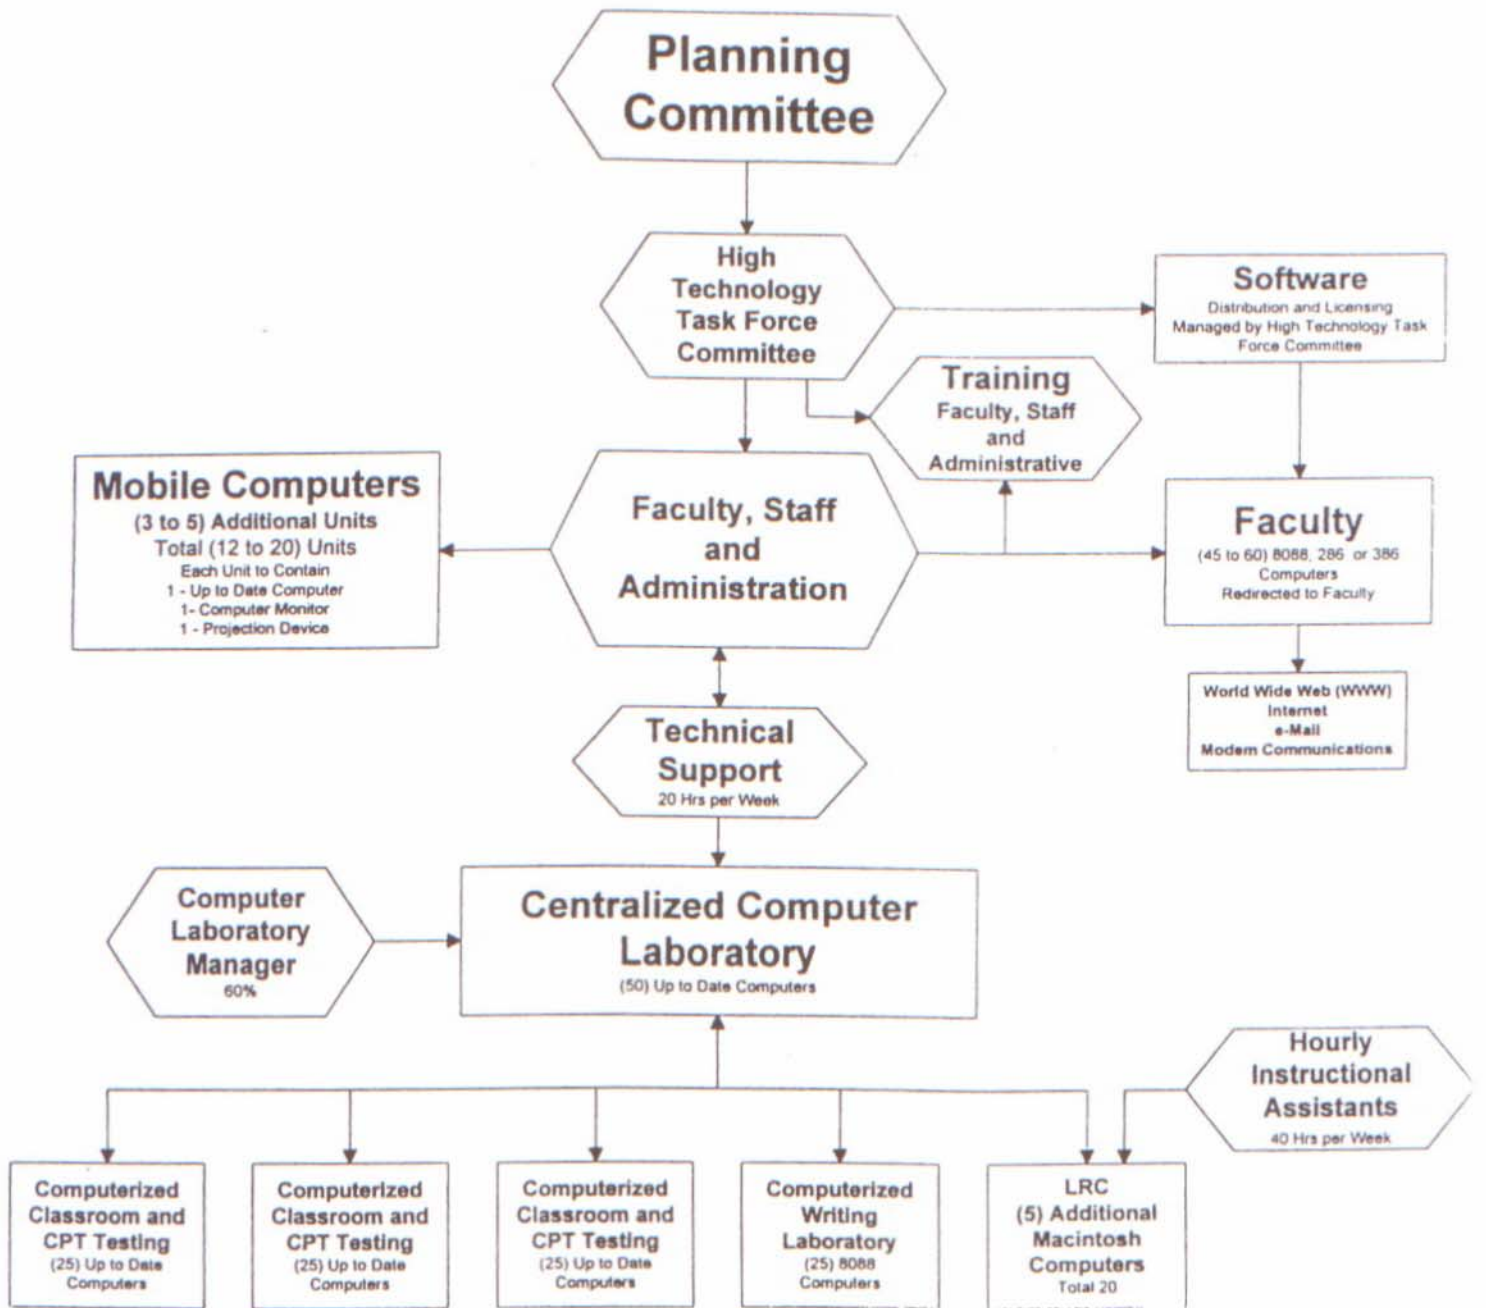 Planning
Committee
High
Technology
Task Force
Committee
Software
Distribution and Licensing
Managed by High Technology Task
Force Committee
Training
Faculty, Staff
and
Administrative
Mobile Computers
(3 to 5) Additional Units
Total (12 to 20) Units
Each Unit to Contain
1 - Up to Date Computer
1- Computer Monitor
1 - Projection Device
Faculty, Staff
and
Administration
Faculty
(45 to 60) 8088, 286 or 386
Computers
Redirected to Faculty
World Wide Web (WWW)
Internet
e-Mail
Modem Communications
Technical
Support
20 Hrs per Week
Computer
Laboratory
Manager
60%
Centralized Computer
Laboratory
(50) Up to Date Computers
Hourly
Instructional
Assistants
40 Hrs per Week
Computerized
Classroom and
CPT Testing
(25) Up to Date
Computers
Computerized
Classroom and
CPT Testing
(25) Up to Date
Computers
Computerized
Classroom and
CPT Testing
(25) Up to Date
Computers
Computerized
Writing
Laboratory
(25) 8088
Computers
LRC
(5) Additional
Macintosh
Computers
Total 20